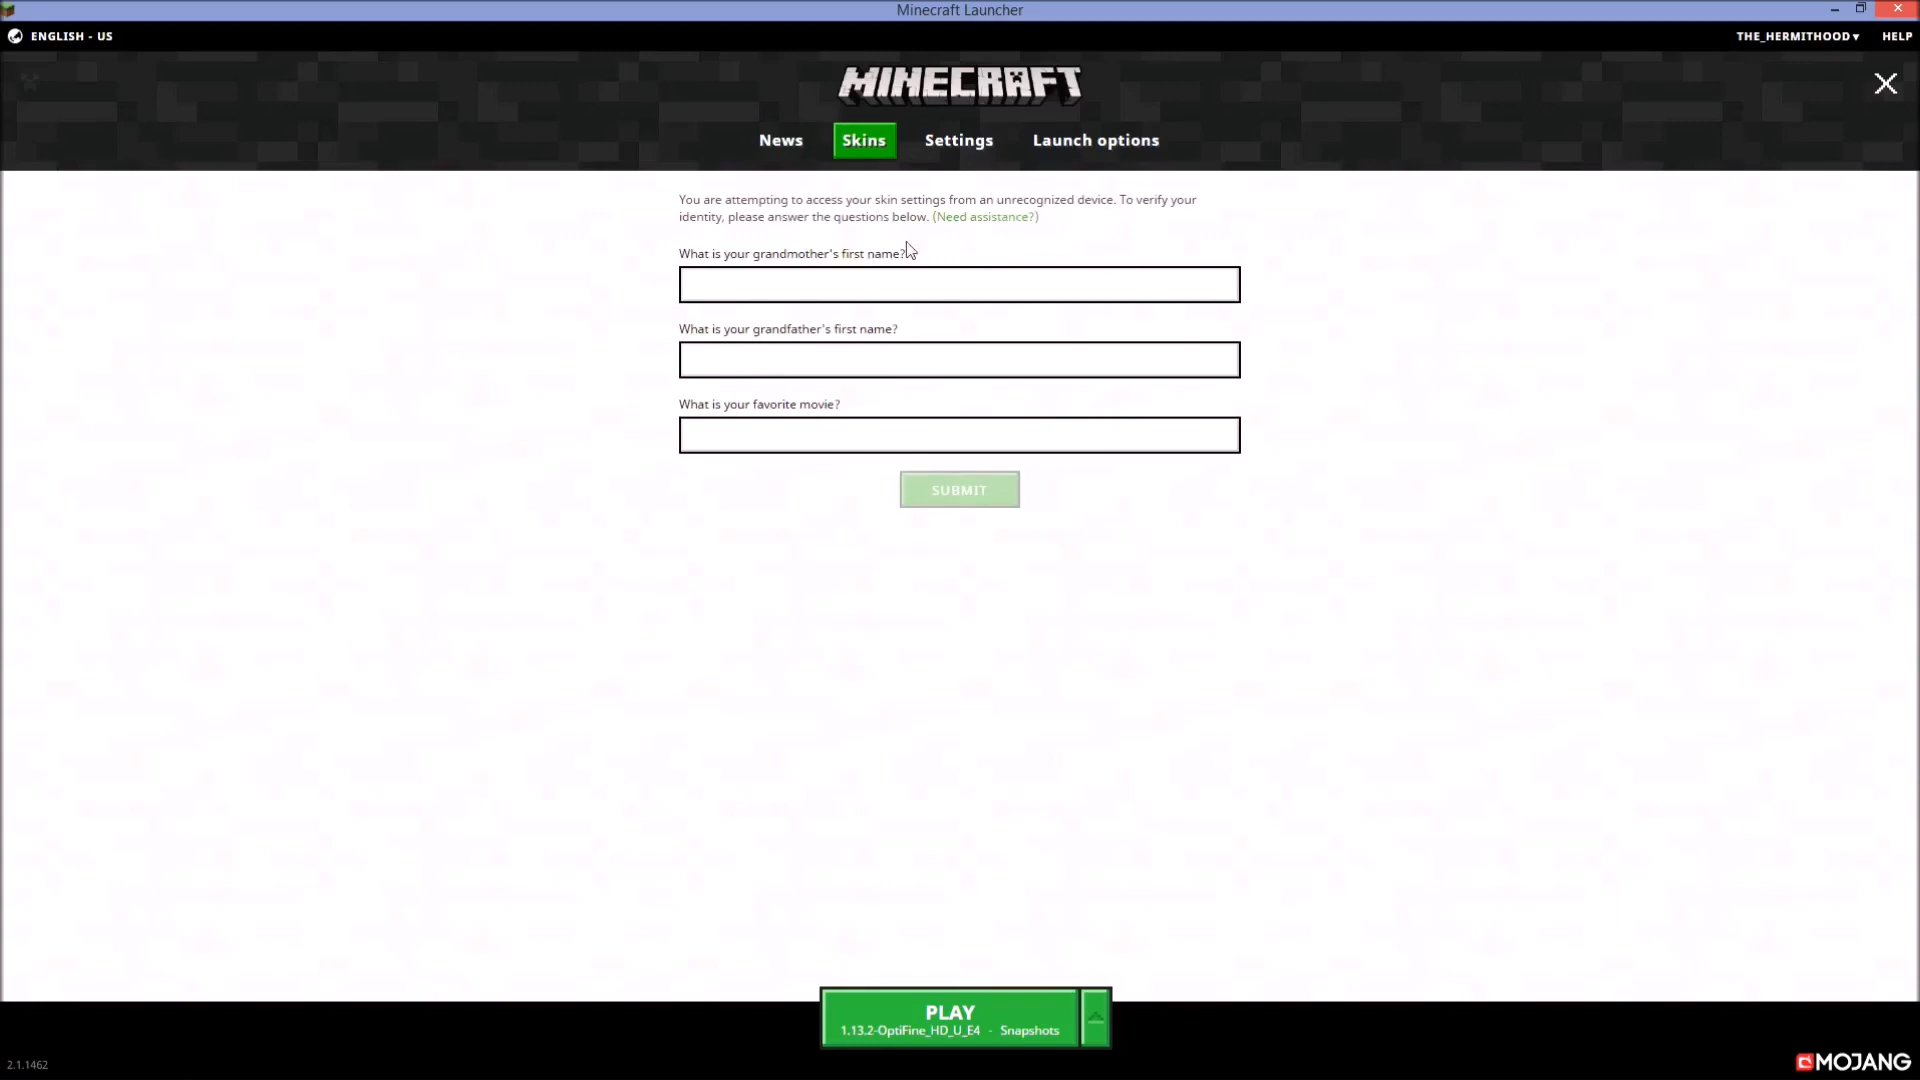 Minecraft Launcher
ENGLISH - US
THE_HERMITHOOD▼
HELP
MINECRAFT
News
Skins
Settings
Launch options
You are attempting to access your skin settings from an unrecognized device. To verify your
identity, please answer the questions below. (Need assistance?)
What is your grandmother's first name?
What is your grandfather's first name?
What is your favorite movie?
SUBMIT
PLAY
1.13.2-OptiFine_HD_U_E4 - Snapshots
2.1.1462
MOJANG